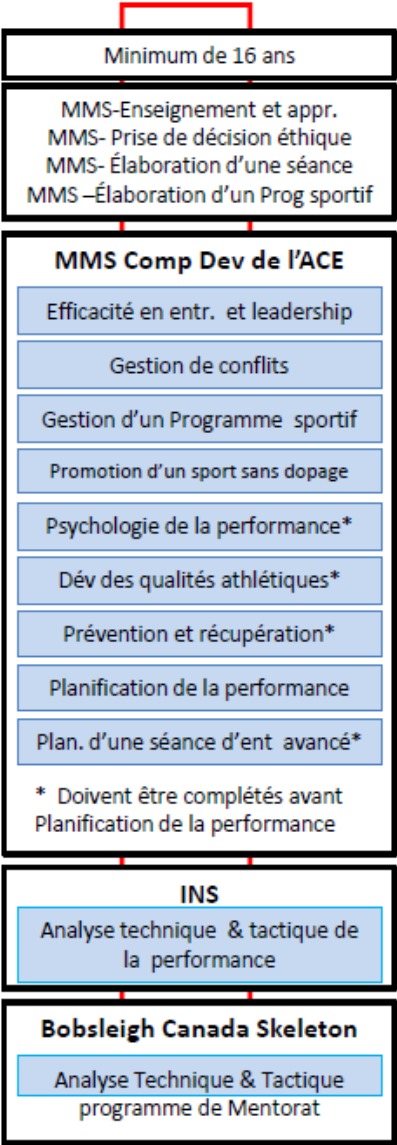 Minimum de 16 ans
MMS-Enseignement et appr.
MMS- Prise de décision éthique
MMS- Élaboration d'une séance
MMS –Élaboration d'un Prog sportif
MMS Comp Dev de l'ACE
Efficacité en entr. et leadership
Gestion de conflits
Gestion d'un Programme sportif
Promotion d'un sport sans dopage
Psychologie de la performance*
Dév des qualités athlétiques*
Prévention et récupération*
Planification de la performance
Plan. d'une séance d'ent avancé*
* Doivent être complétés avant
Planification de la performance
INS
Analyse technique & tactique de
la performance
Bobsleigh Canada Skeleton
Analyse Technique & Tactique
programme de Mentorat